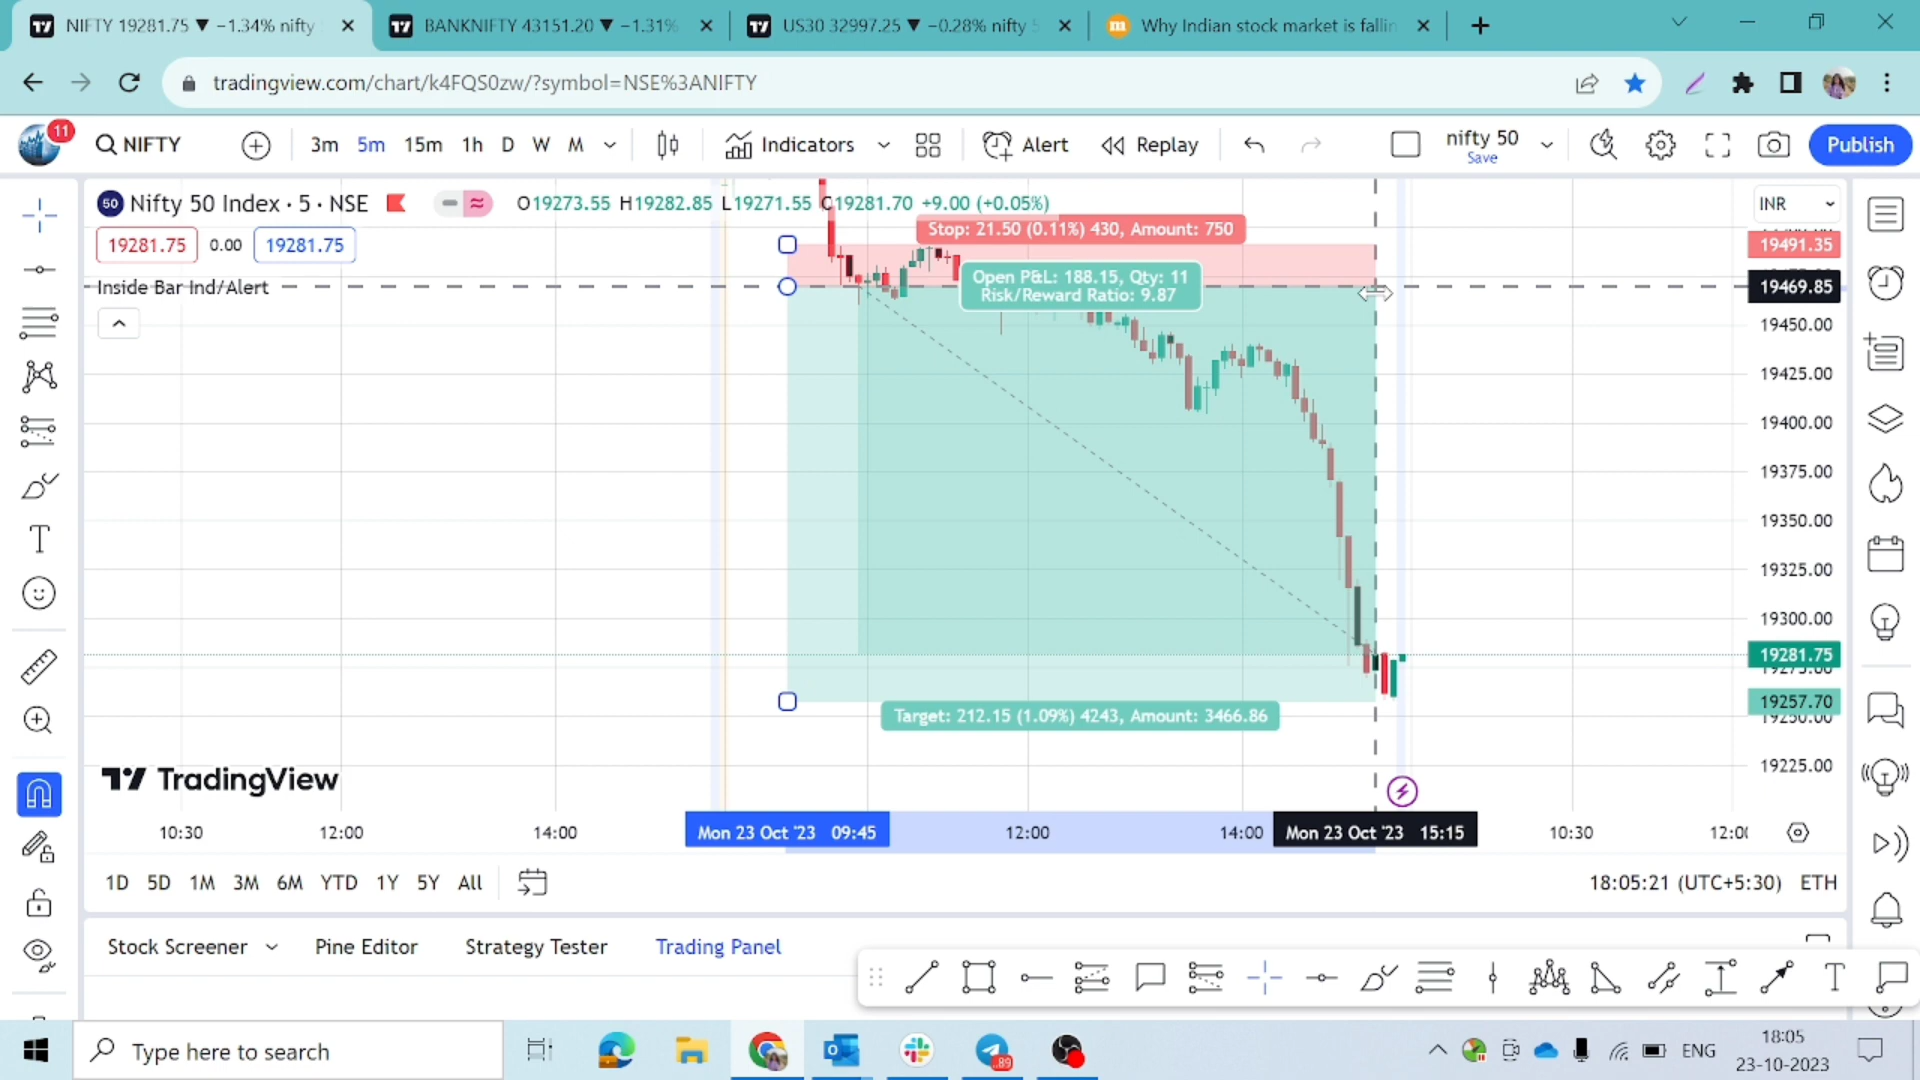 NIFTY 19281.75 ▼ −1.34% nifty
BANKNIFTY 43151.20 ▼ −1.31%
US30 32997.25 ▼ −0.28% nifty 5
Why Indian stock market is fallin
tradingview.com/chart/k4FQS0zw/?symbol=NSE%3ANIFTY
11
NIFTY
3m 5m 15m 1h D W M
Indicators
Alert
Replay
nifty 50
Save
Publish
50 Nifty 50 Index · 5 · NSE
O19273.55 H19282.85 L19271.55 C19281.70 +9.00 (+0.05%)
INR
19281.75 0.00 19281.75
Stop: 21.50 (0.11%) 430, Amount: 750
19491.35
Open P&L: 188.15, Qty: 11
Risk/Reward Ratio: 9.87
Inside Bar Ind/Alert
19469.85
19450.00
19425.00
19400.00
19375.00
19350.00
19325.00
19300.00
19281.75
19275.00
19257.70
19250.00
19225.00
Target: 212.15 (1.09%) 4243, Amount: 3466.86
TradingView
10:30 12:00 14:00 Mon 23 Oct '23 09:45 12:00 14:00 Mon 23 Oct '23 15:15 10:30 12:00
1D 5D 1M 3M 6M YTD 1Y 5Y All
18:05:21 (UTC+5:30) ETH
Stock Screener Pine Editor Strategy Tester Trading Panel
Type here to search
89
ENG
18:05
23-10-2023